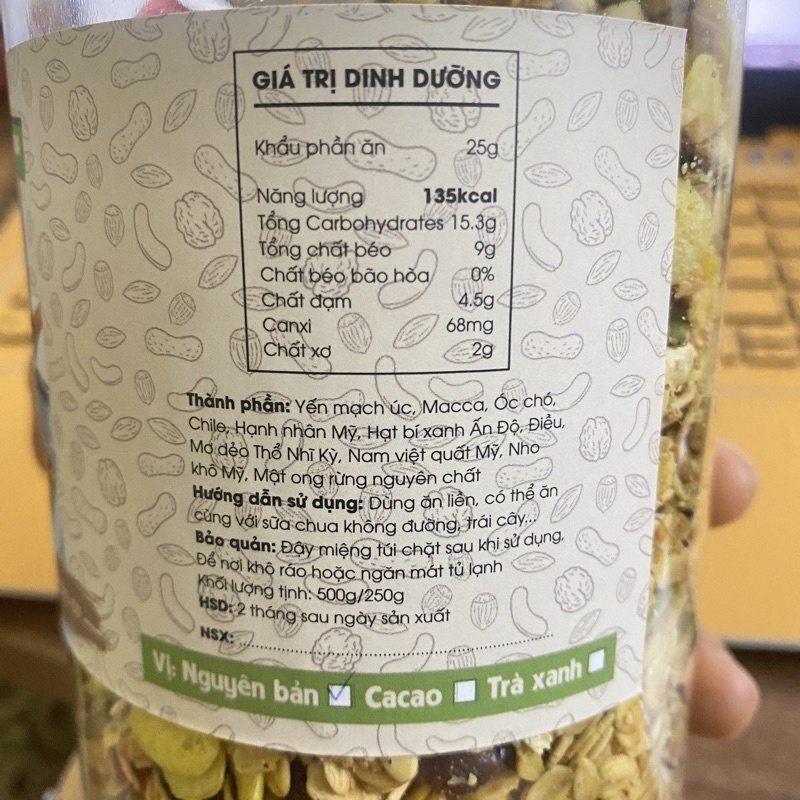 GIÁ TRỊ DINH DƯỠNG
Khẩu phần ăn 25g
Năng lượng 135kcal
Tổng Carbohydrates 15.3g
Tổng chất béo 9g
Chất béo bão hòa 0%
Chất đạm 4.5g
Canxi 68mg
Chất xơ 2g
Thành phần: Yến mạch úc, Macca, Óc chó,
Chile, Hạnh nhân Mỹ, Hạt bí xanh Ấn Độ, Điều,
Mơ dẻo Thổ Nhĩ Kỳ, Nam việt quất Mỹ, Nho
khô Mỹ, Mật ong rừng nguyên chất
Hướng dẫn sử dụng: Dùng ăn liền, có thể ăn
cùng với sữa chua không đường, trái cây...
Bảo quản: Đậy miệng túi chặt sau khi sử dụng,
Để nơi khô ráo hoặc ngăn mát tủ lạnh
Khối lượng tịnh: 500g/250g
HSD: 2 tháng sau ngày sản xuất
NSX:
Vị: Nguyên bản Cacao Trà xanh